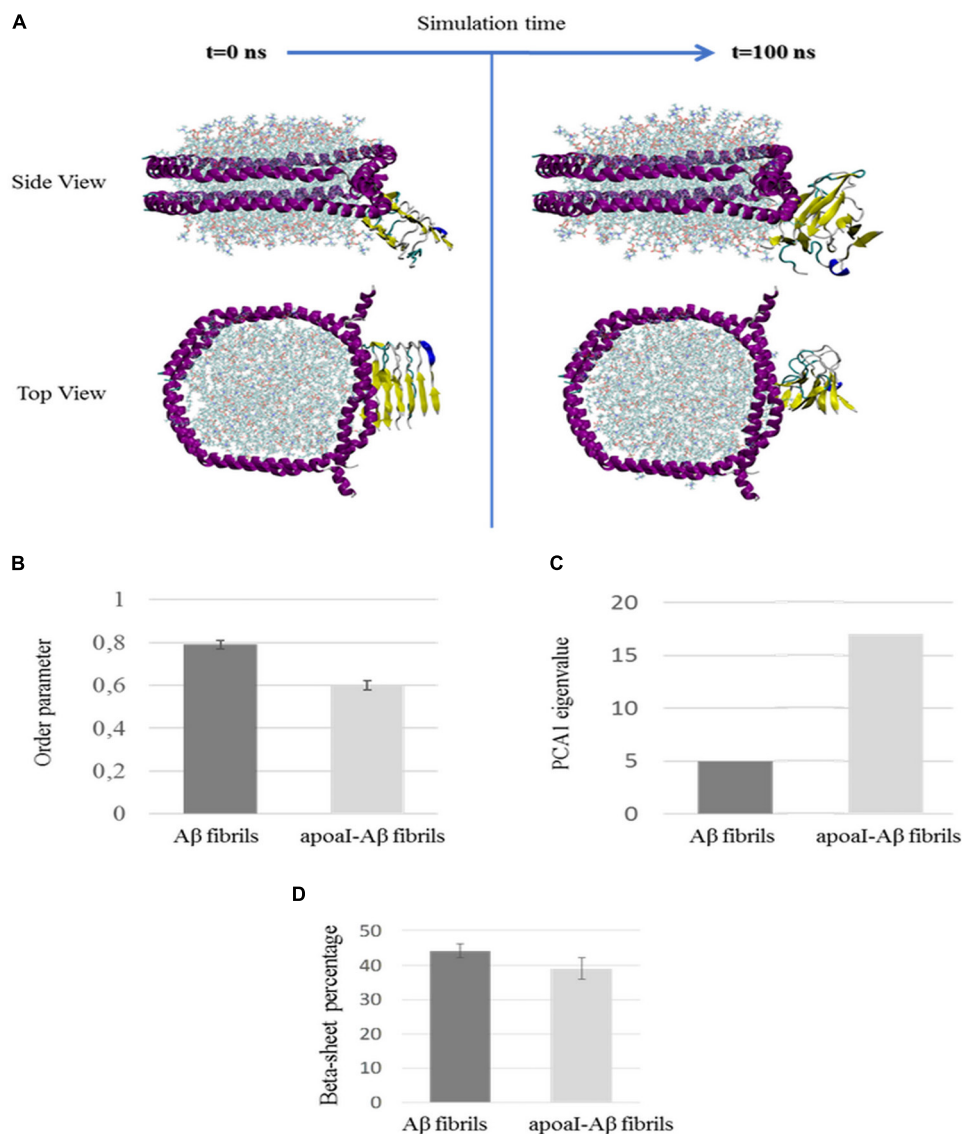 A
Simulation time
t=0 ns
t=100 ns
Side View
Top View
B
Order parameter
1
0,8
0,6
0,4
0,2
0
Aβ fibrils
apoaI-Aβ fibrils
C
PCA1 eigenvalue
20
15
10
5
0
Aβ fibrils
apoaI-Aβ fibrils
D
Beta-sheet percentage
50
40
30
20
10
0
Aβ fibrils
apoaI-Aβ fibrils